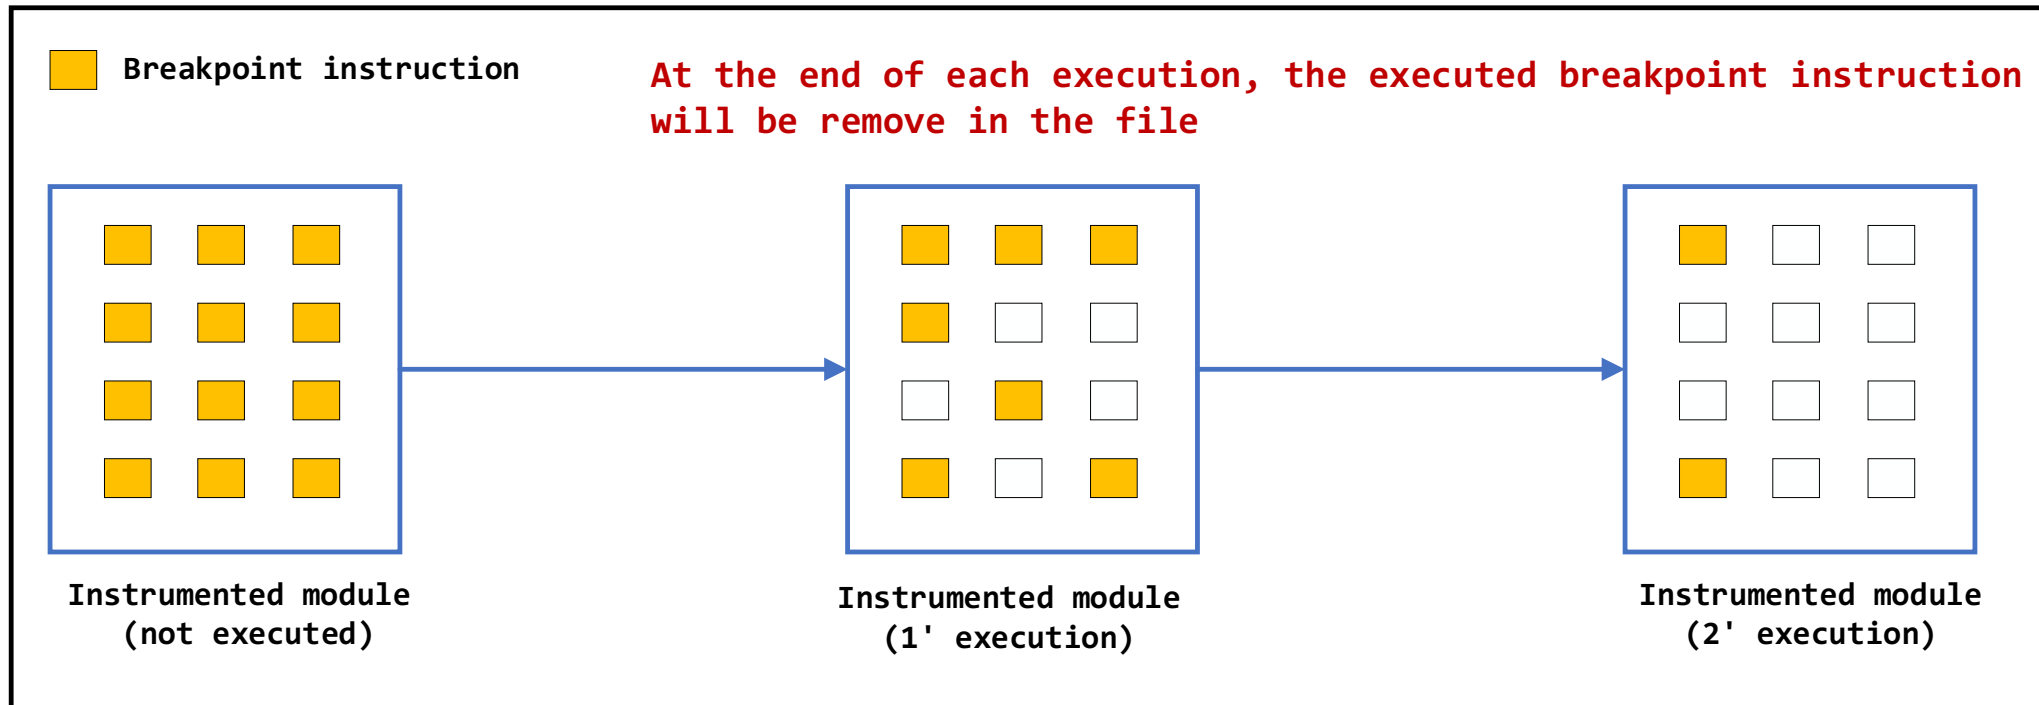 Breakpoint instruction
At the end of each execution, the executed breakpoint instruction
will be remove in the file
Instrumented module
(not executed)
Instrumented module
(1' execution)
Instrumented module
(2' execution)